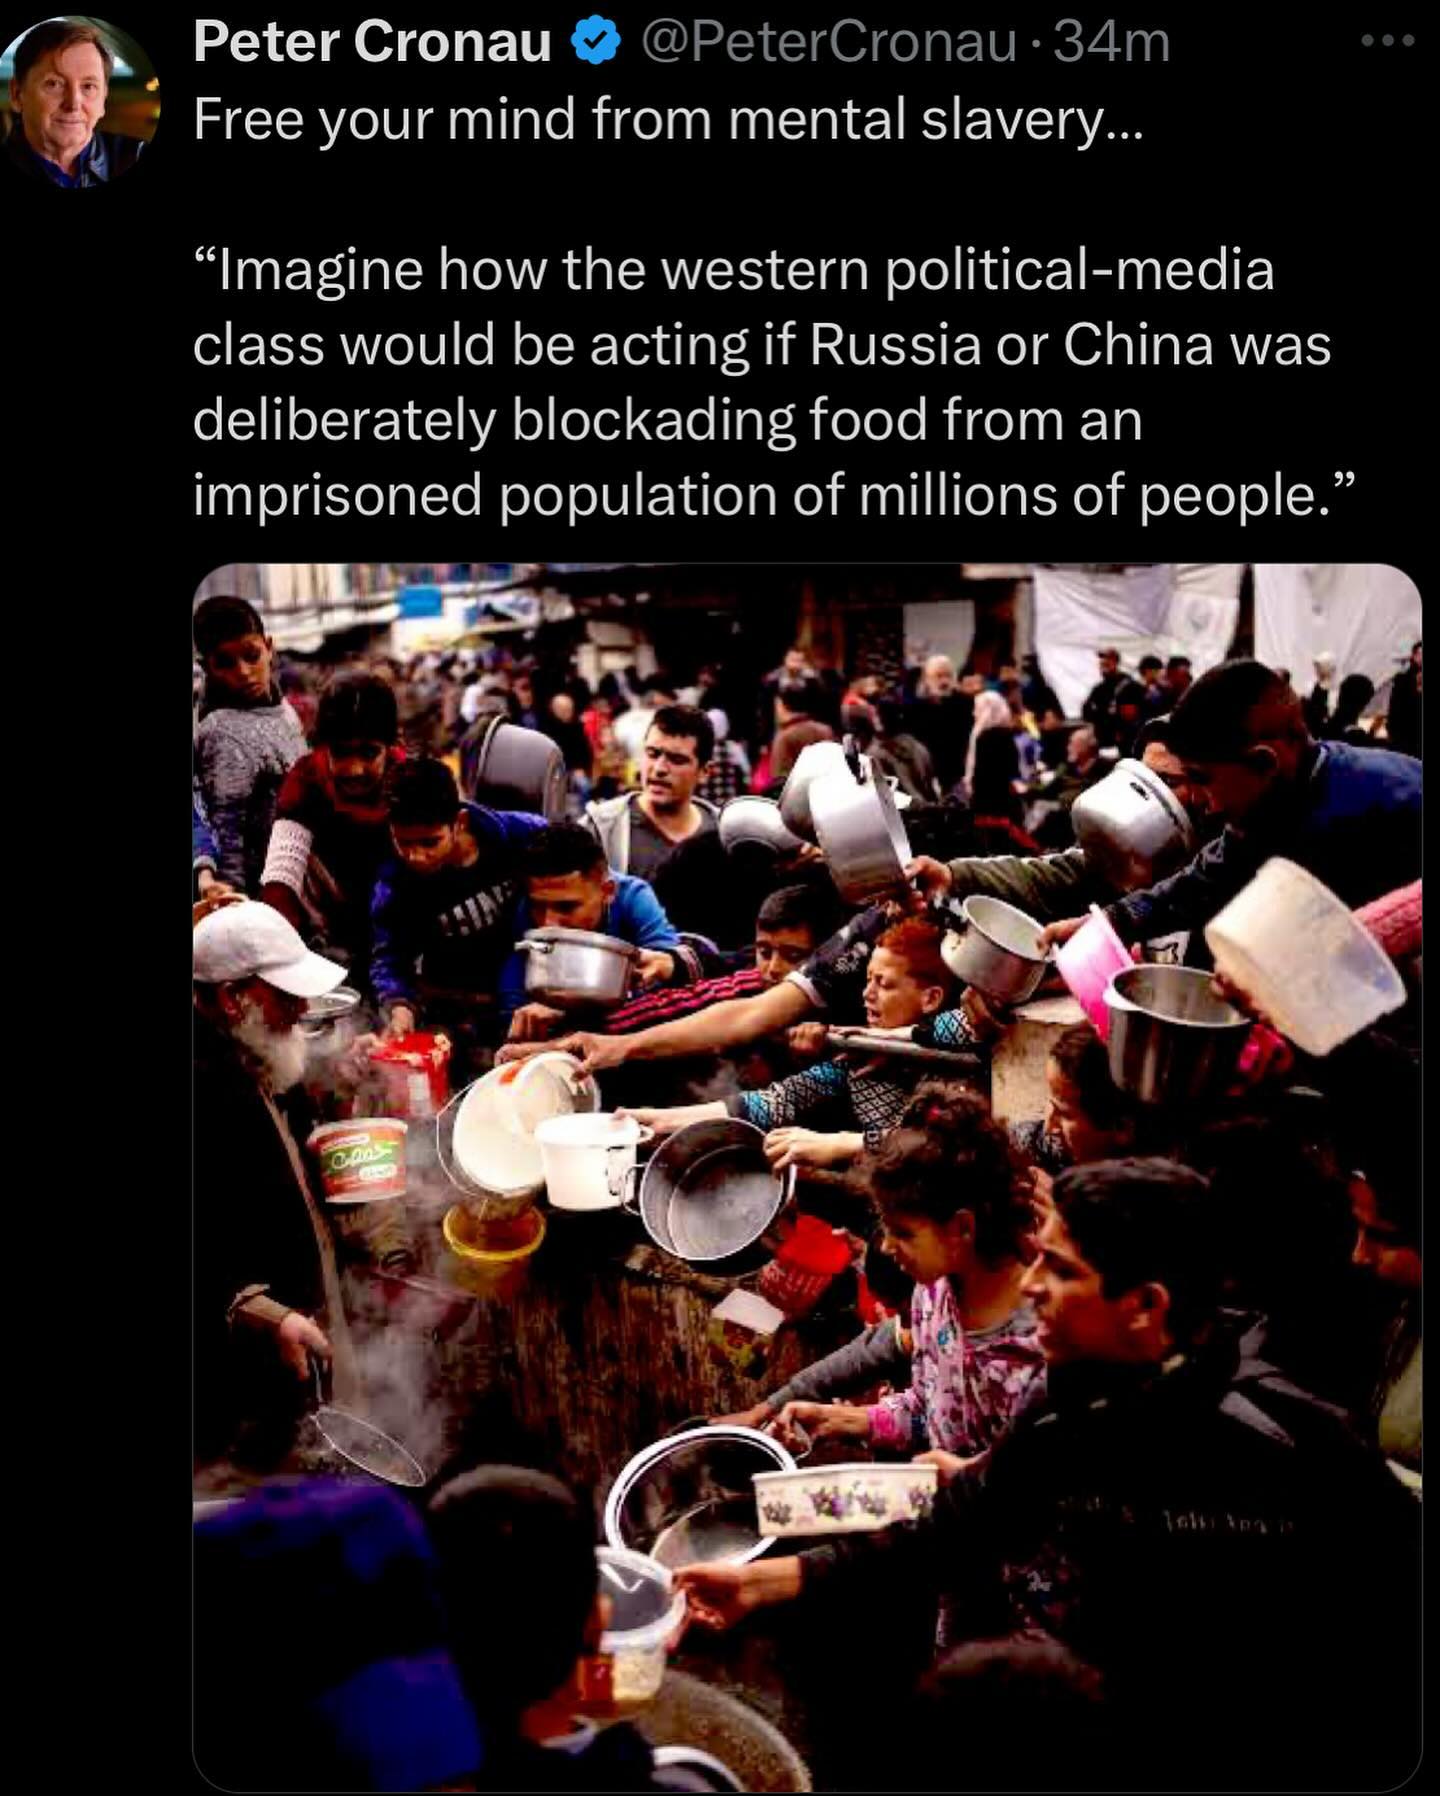 Peter Cronau @PeterCronau · 34m
Free your mind from mental slavery...
“Imagine how the western political-media
class would be acting if Russia or China was
deliberately blockading food from an
imprisoned population of millions of people.”